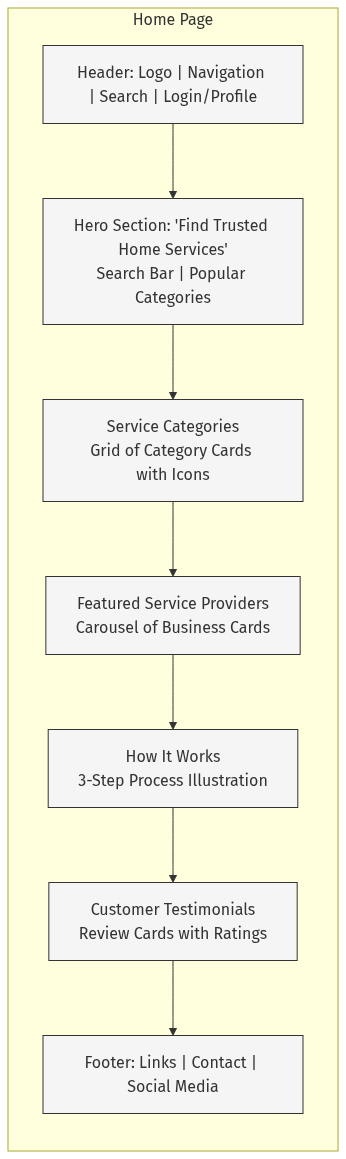 Home Page
Header: Logo | Navigation
| Search | Login/Profile
Hero Section: 'Find Trusted
Home Services'
Search Bar | Popular
Categories
Service Categories
Grid of Category Cards
with Icons
Featured Service Providers
Carousel of Business Cards
How It Works
3-Step Process Illustration
Customer Testimonials
Review Cards with Ratings
Footer: Links | Contact |
Social Media